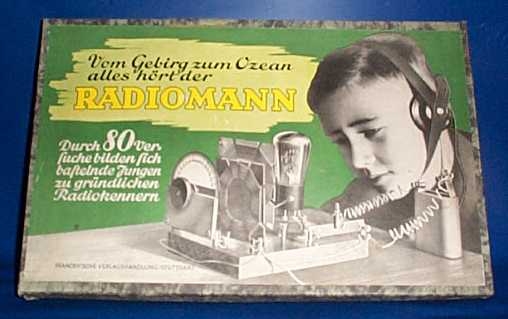 Vom Gebirg zum Ozean
alles hört der
RADIOMANN
Durch 80 Ver-
suche bilden sich
bastelnde Jungen
zu gründlichen
Radiokennern
FRANCKH'SCHE VERLAGSHANDLUNG STUTTGART